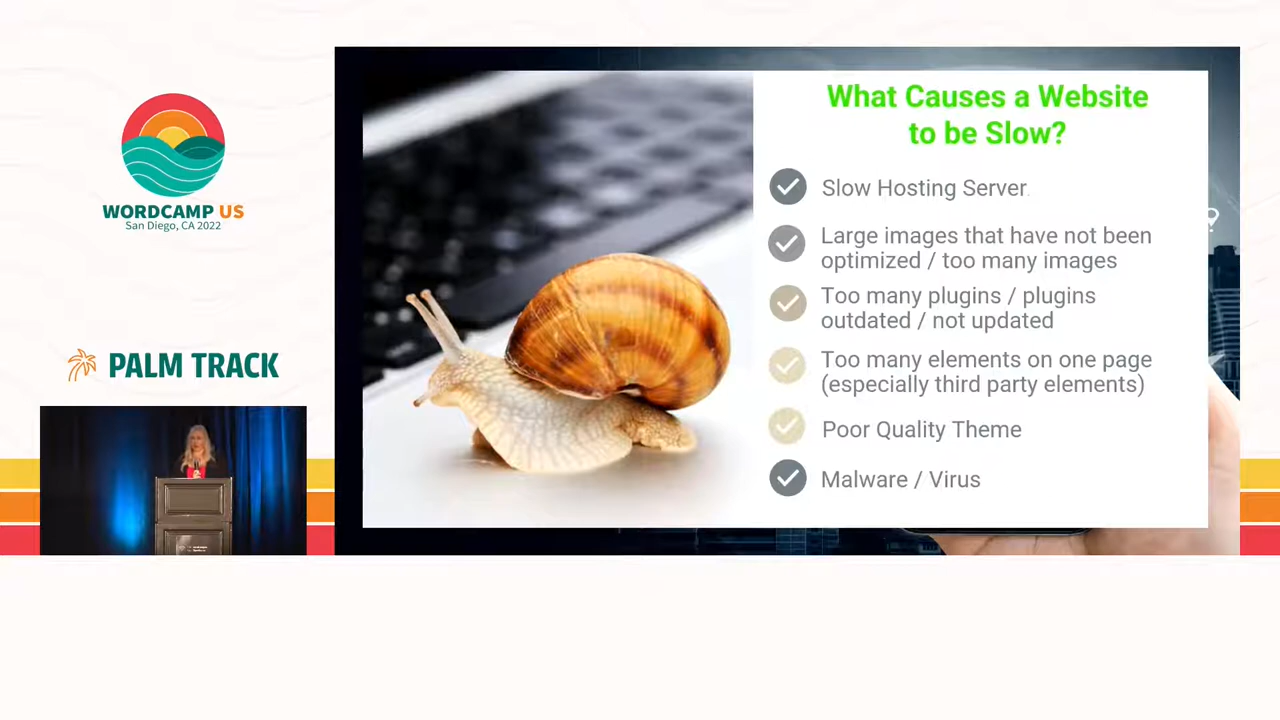 WORDCAMP US
San Diego, CA 2022
PALM TRACK
What Causes a Website
to be Slow?
Slow Hosting Server
Large images that have not been
optimized / too many images
Too many plugins / plugins
outdated / not updated
Too many elements on one page
(especially third party elements)
Poor Quality Theme
Malware / Virus